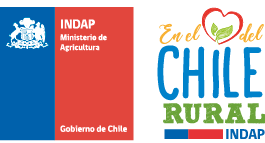 INDAP
Ministerio de
Agricultura
Gobierno de Chile
En el del
CHILE
RURAL
INDAP